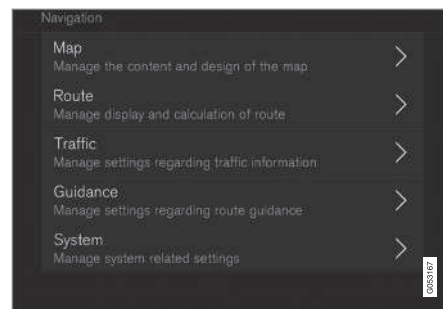 Navigation
Map
Manage the content and design of the map
Route
Manage display and calculation of route
Traffic
Manage settings regarding traffic information
Guidance
Manage settings regarding route guidance
System
Manage system related settings
G053167